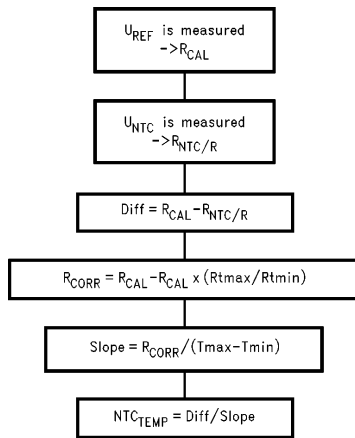 U_REF is measured
->R_CAL
U_NTC is measured
->R_NTC/R
Diff = R_CAL-R_NTC/R
R_CORR = R_CAL-R_CAL x (Rtmax/Rtmin)
Slope = R_CORR/(Tmax-Tmin)
NTC_TEMP = Diff/Slope